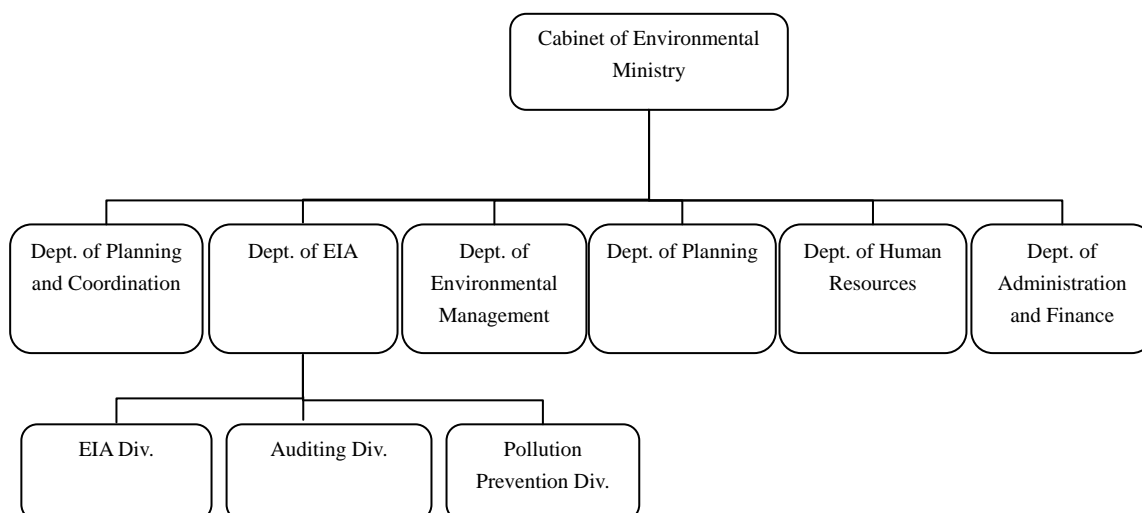 Cabinet of Environmental
Ministry
Dept. of Planning
and Coordination
Dept. of EIA
Dept. of
Environmental
Management
Dept. of Planning
Dept. of Human
Resources
Dept. of
Administration
and Finance
EIA Div.
Auditing Div.
Pollution
Prevention Div.